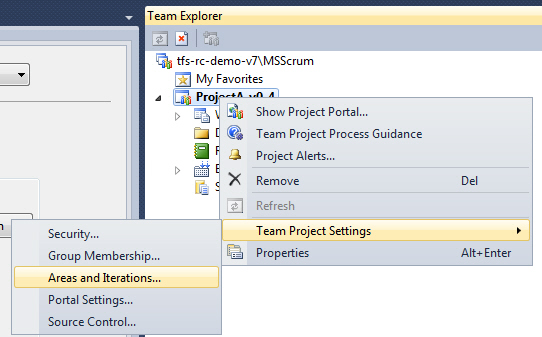 Team Explorer
tfs-rc-demo-v7\MSScrum
My Favorites
ProjectA-v0.4
Show Project Portal...
Team Project Process Guidance
Project Alerts...
Remove Del
Refresh
Team Project Settings
Properties Alt+Enter
Security...
Group Membership...
Areas and Iterations...
Portal Settings...
Source Control...